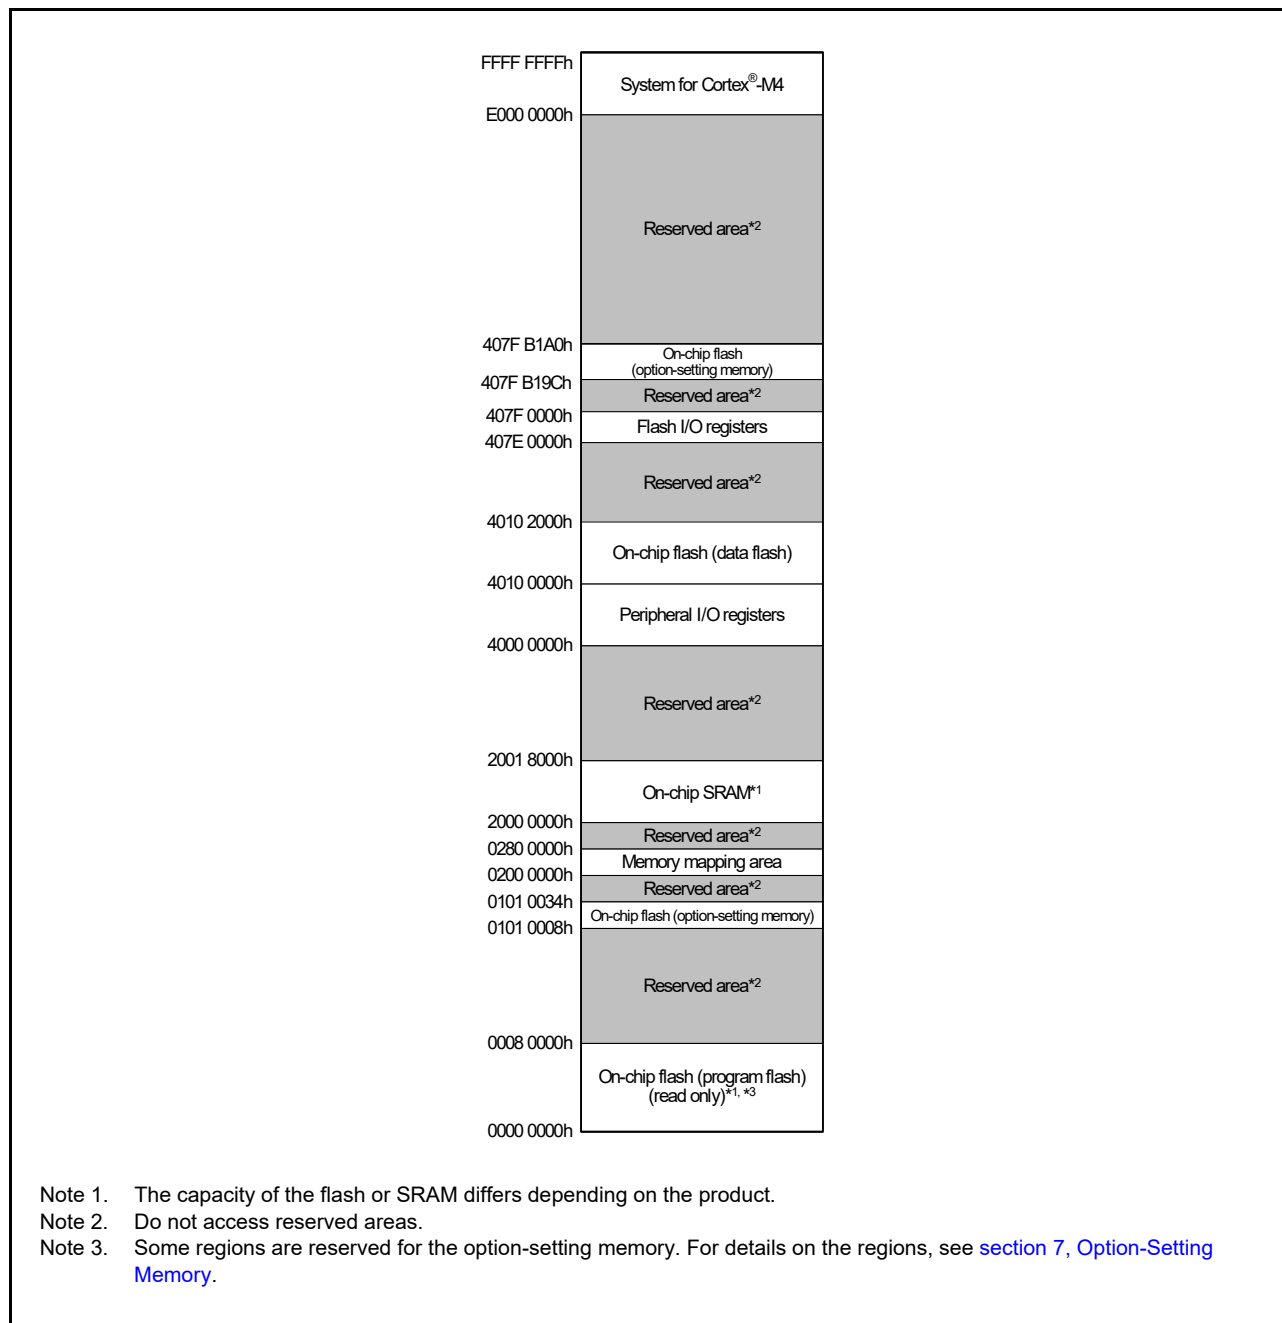 FFFF FFFFh
System for Cortex®-M4
E000 0000h
Reserved area*2
407F B1A0h
On-chip flash
(option-setting memory)
407F B19Ch
Reserved area*2
407F 0000h
Flash I/O registers
407E 0000h
Reserved area*2
4010 2000h
On-chip flash (data flash)
4010 0000h
Peripheral I/O registers
4000 0000h
Reserved area*2
2001 8000h
On-chip SRAM*1
2000 0000h
Reserved area*2
0280 0000h
Memory mapping area
0200 0000h
Reserved area*2
0101 0034h
On-chip flash (option-setting memory)
0101 0008h
Reserved area*2
0008 0000h
On-chip flash (program flash)
(read only)*1, *3
0000 0000h
Note 1. The capacity of the flash or SRAM differs depending on the product.
Note 2. Do not access reserved areas.
Note 3. Some regions are reserved for the option-setting memory. For details on the regions, see section 7, Option-Setting
Memory.